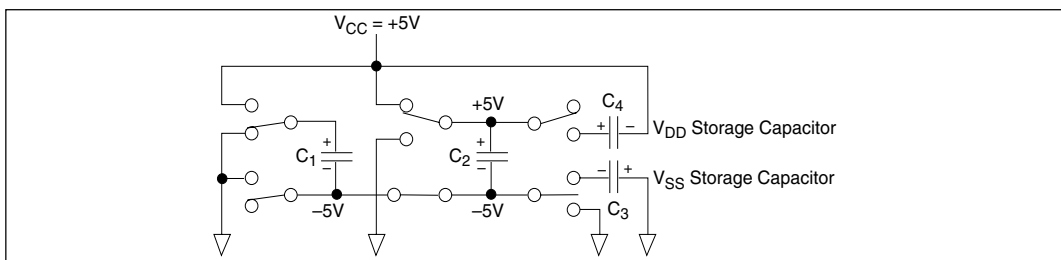 V_CC = +5V
+5V
C_4
+ −
V_DD Storage Capacitor
+
C_1
−
+
C_2
−
− +
V_SS Storage Capacitor
C_3
−5V
−5V